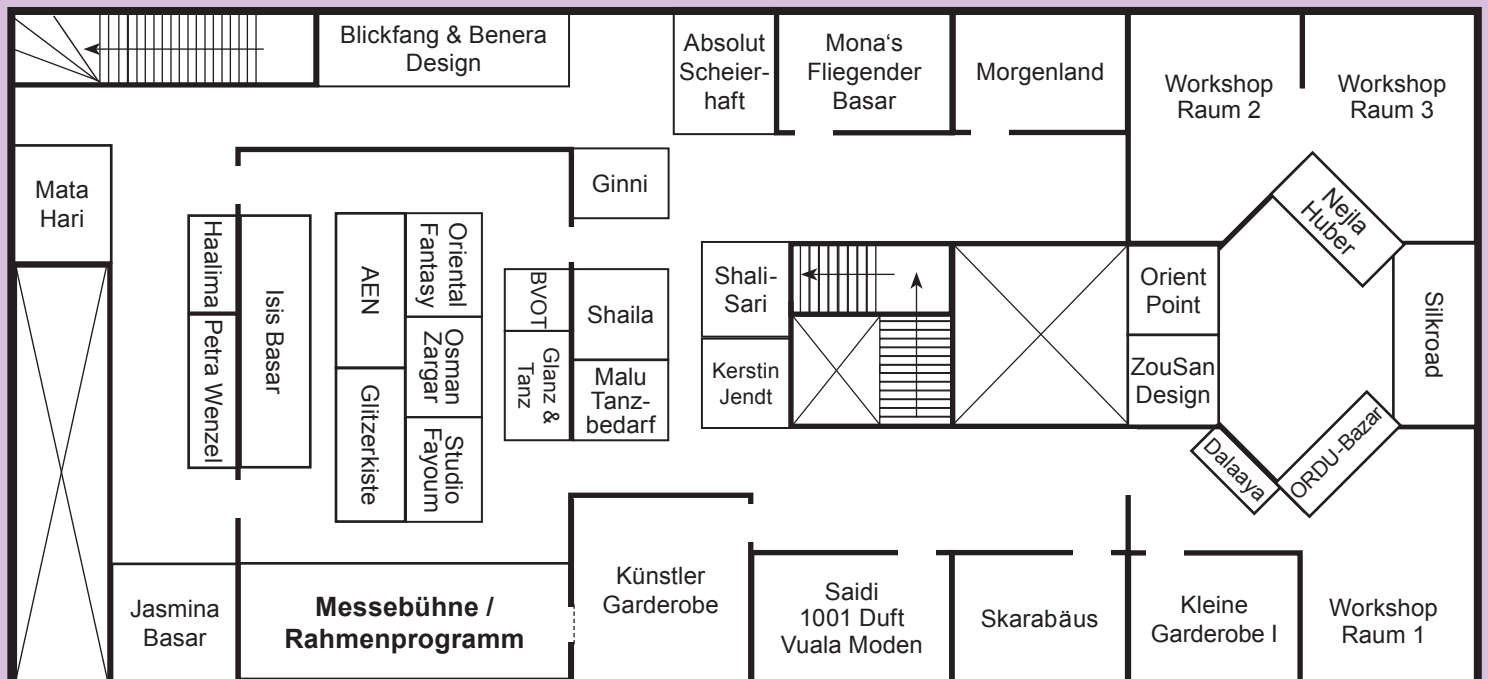 Blickfang & Benera
Design
Absolut
Scheier-
haft
Mona‘s
Fliegender
Basar
Morgenland
Workshop
Raum 2
Workshop
Raum 3
Mata
Hari
Ginni
Nejla
Huber
Haalima
Petra Wenzel
Isis Basar
AEN
Glitzerkiste
Oriental
Fantasy
Osman
Zargar
Studio
Fayoum
BVOT
Glanz &
Tanz
Shaila
Malu
Tanz-
bedarf
Shali-
Sari
Kerstin
Jendt
Orient
Point
ZouSan
Design
Silkroad
Dalaaya
ORDU-Bazar
Jasmina
Basar
Messebühne /
Rahmenprogramm
Künstler
Garderobe
Saidi
1001 Duft
Vuala Moden
Skarabäus
Kleine
Garderobe I
Workshop
Raum 1